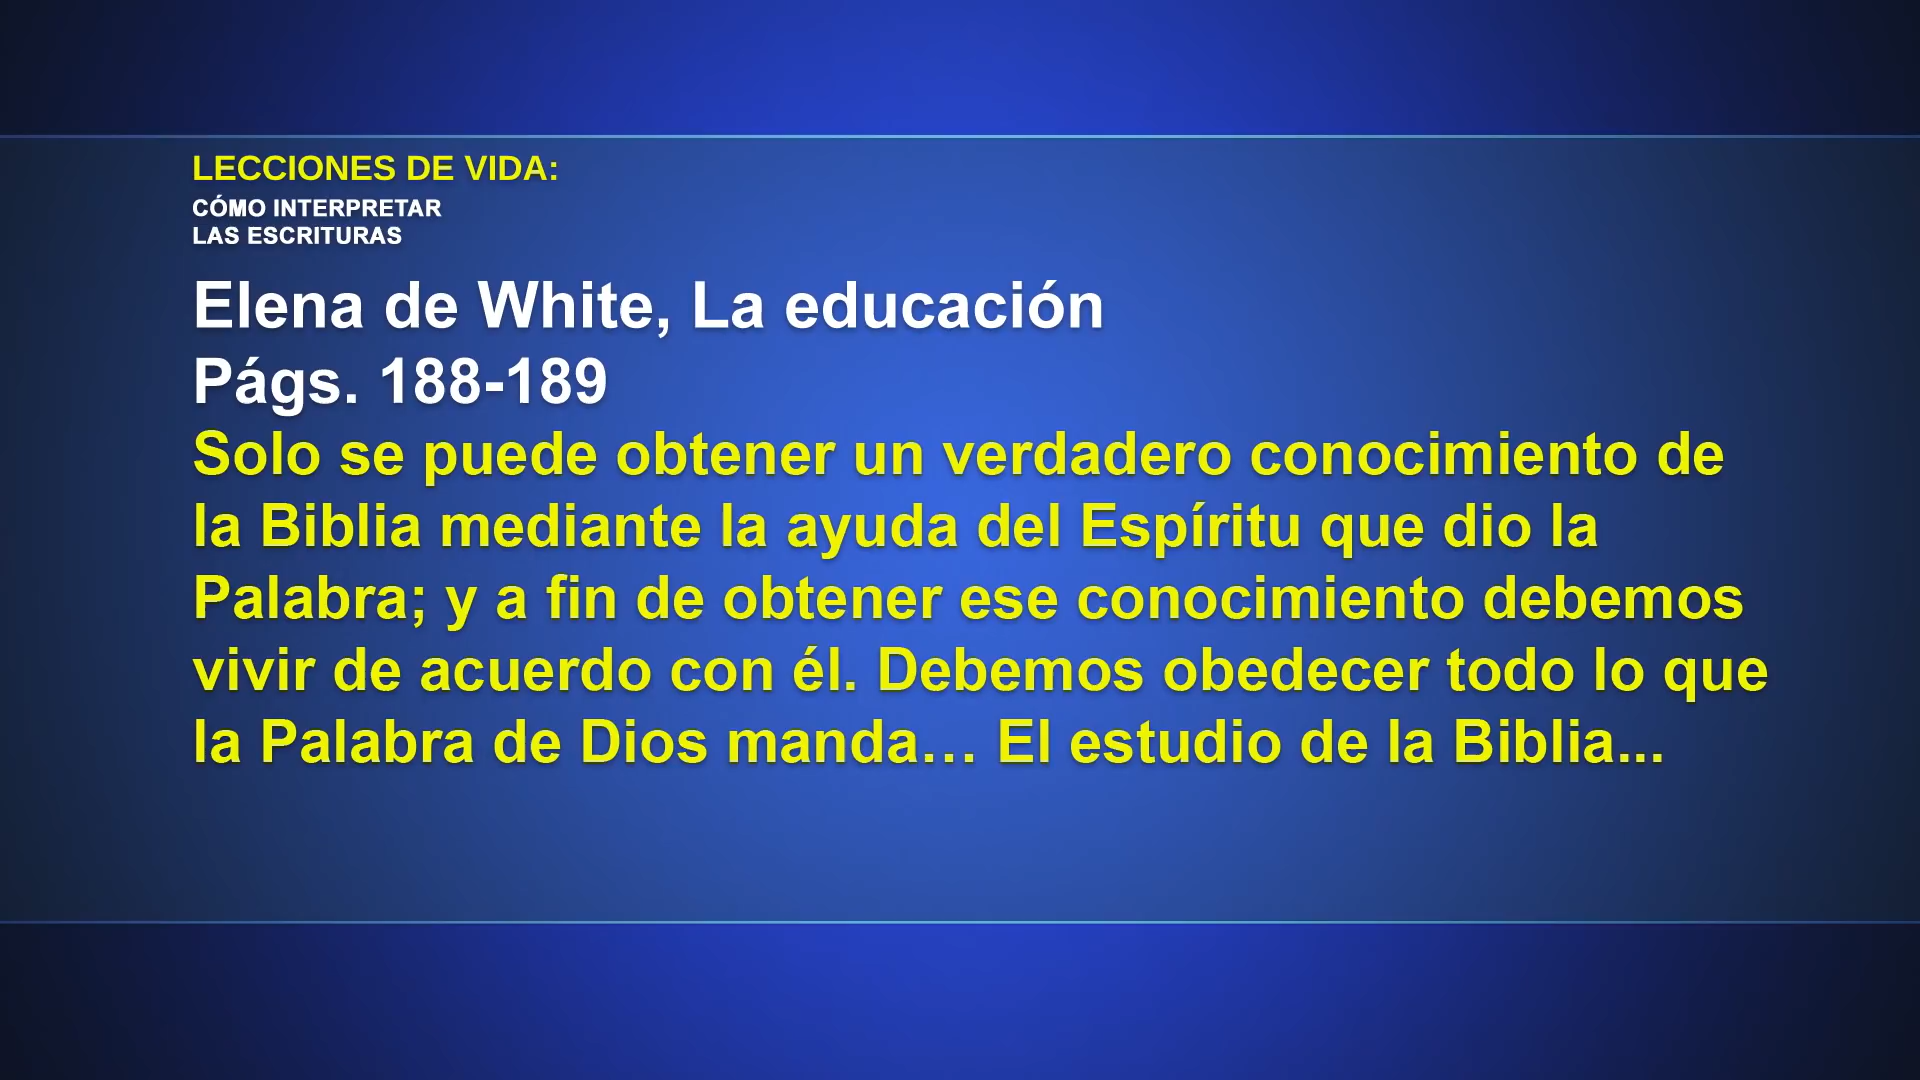 LECCIONES DE VIDA:
CÓMO INTERPRETAR
LAS ESCRITURAS
Elena de White, La educación
Págs. 188-189
Solo se puede obtener un verdadero conocimiento de
la Biblia mediante la ayuda del Espíritu que dio la
Palabra; y a fin de obtener ese conocimiento debemos
vivir de acuerdo con él. Debemos obedecer todo lo que
la Palabra de Dios manda… El estudio de la Biblia...